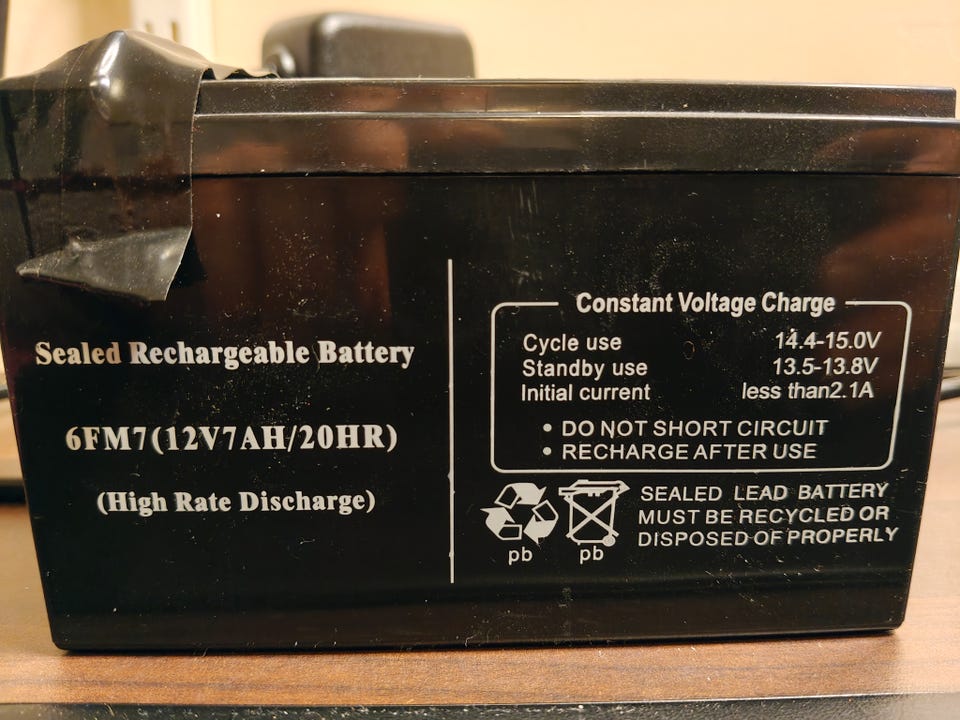 Sealed Rechargeable Battery
6FM7(12V7AH/20HR)
(High Rate Discharge)
Constant Voltage Charge
Cycle use 14.4-15.0V
Standby use 13.5-13.8V
Initial current less than2.1A
• DO NOT SHORT CIRCUIT
• RECHARGE AFTER USE
pb
pb
SEALED LEAD BATTERY
MUST BE RECYCLED OR
DISPOSED OF PROPERLY